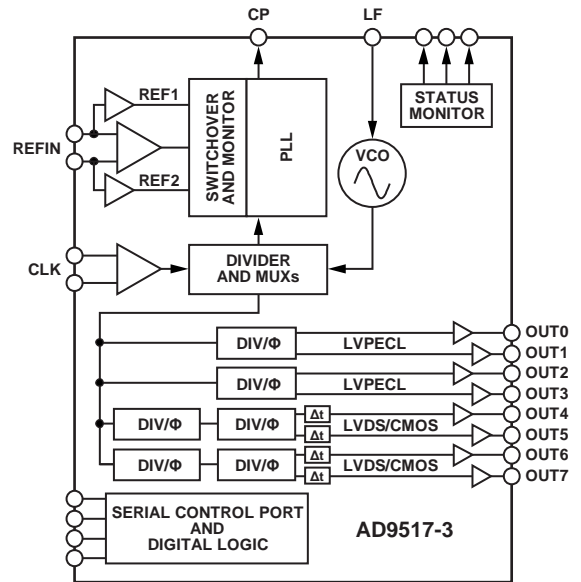 CP
LF
REF1
REFIN
REF2
SWITCHOVER
AND MONITOR
PLL
STATUS
MONITOR
VCO
CLK
DIVIDER
AND MUXs
DIV/Φ
LVPECL
OUT0
OUT1
DIV/Φ
LVPECL
OUT2
OUT3
DIV/Φ
DIV/Φ
Δt
Δt
LVDS/CMOS
OUT4
OUT5
DIV/Φ
DIV/Φ
Δt
Δt
LVDS/CMOS
OUT6
OUT7
SERIAL CONTROL PORT
AND
DIGITAL LOGIC
AD9517-3